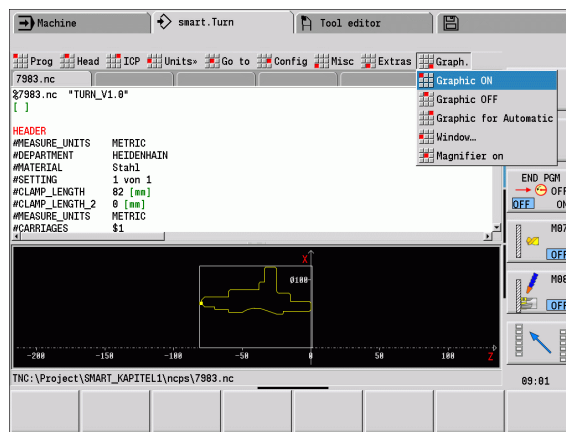 Machine smart.Turn Tool editor
Prog Head ICP Units» Go to Config Misc Extras Graph.
7983.nc
%7983.nc "TURN_V1.0"
[ ]
HEADER
#MEASURE_UNITS METRIC
#DEPARTMENT HEIDENHAIN
#MATERIAL Stahl
#SETTING 1 von 1
#CLAMP_LENGTH 82 [mm]
#CLAMP_LENGTH_2 0 [mm]
#MEASURE_UNITS METRIC
#CARRIAGES $1
Graphic ON
Graphic OFF
Graphic for Automatic
Window…
Magnifier on
END PGM
OFF
OFF ON
M07
OFF
M08
OFF
X
Ø100
-200 -150 -100 -50 0 50 100 Z
TNC:\Project\SMART_KAPITEL1\ncps\7983.nc
09:01